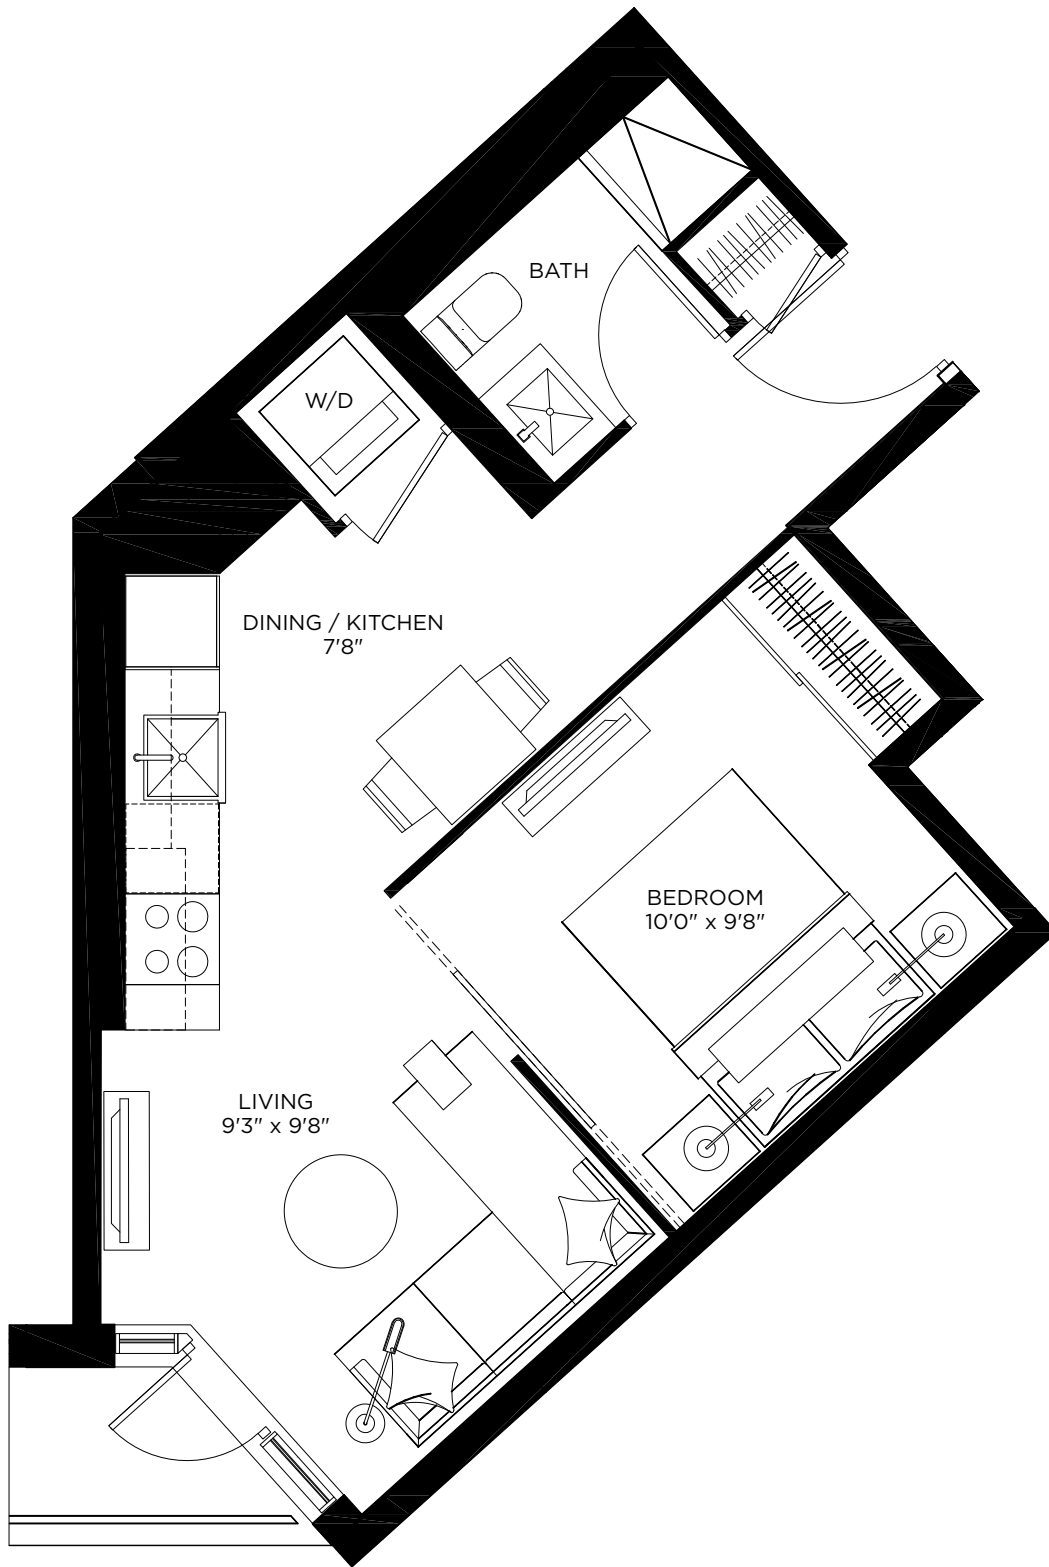 BATH
W/D
DINING / KITCHEN
7'8"
BEDROOM
10'0" x 9'8"
LIVING
9'3" x 9'8"